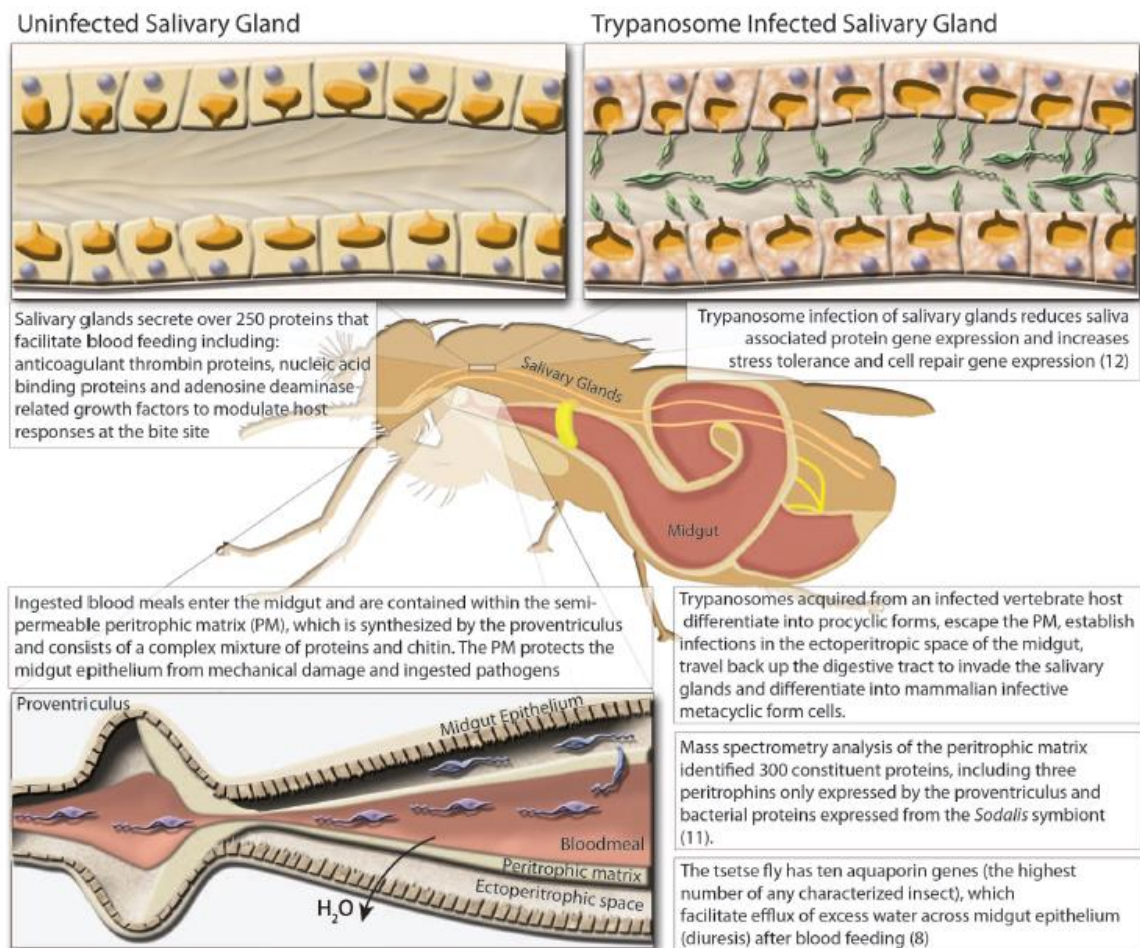 Uninfected Salivary Gland
Trypanosome Infected Salivary Gland
Salivary glands secrete over 250 proteins that
facilitate blood feeding including:
anticoagulant thrombin proteins, nucleic acid
binding proteins and adenosine deaminase-
related growth factors to modulate host
responses at the bite site
Trypanosome infection of salivary glands reduces saliva
associated protein gene expression and increases
stress tolerance and cell repair gene expression (12)
Salivary Glands
Midgut
Ingested blood meals enter the midgut and are contained within the semi-
permeable peritrophic matrix (PM), which is synthesized by the proventriculus
and consists of a complex mixture of proteins and chitin. The PM protects the
midgut epithelium from mechanical damage and ingested pathogens
Proventriculus
Midgut Epithelium
Bloodmeal
Peritrophic matrix
Ectoperitrophic space
H₂O
Trypanosomes acquired from an infected vertebrate host
differentiate into procyclic forms, escape the PM, establish
infections in the ectoperitropic space of the midgut,
travel back up the digestive tract to invade the salivary
glands and differentiate into mammalian infective
metacyclic form cells.
Mass spectrometry analysis of the peritrophic matrix
identified 300 constituent proteins, including three
peritrophins only expressed by the proventriculus and
bacterial proteins expressed from the Sodalis symbiont
(11).
The tsetse fly has ten aquaporin genes (the highest
number of any characterized insect), which
facilitate efflux of excess water across midgut epithelium
(diuresis) after blood feeding (8)